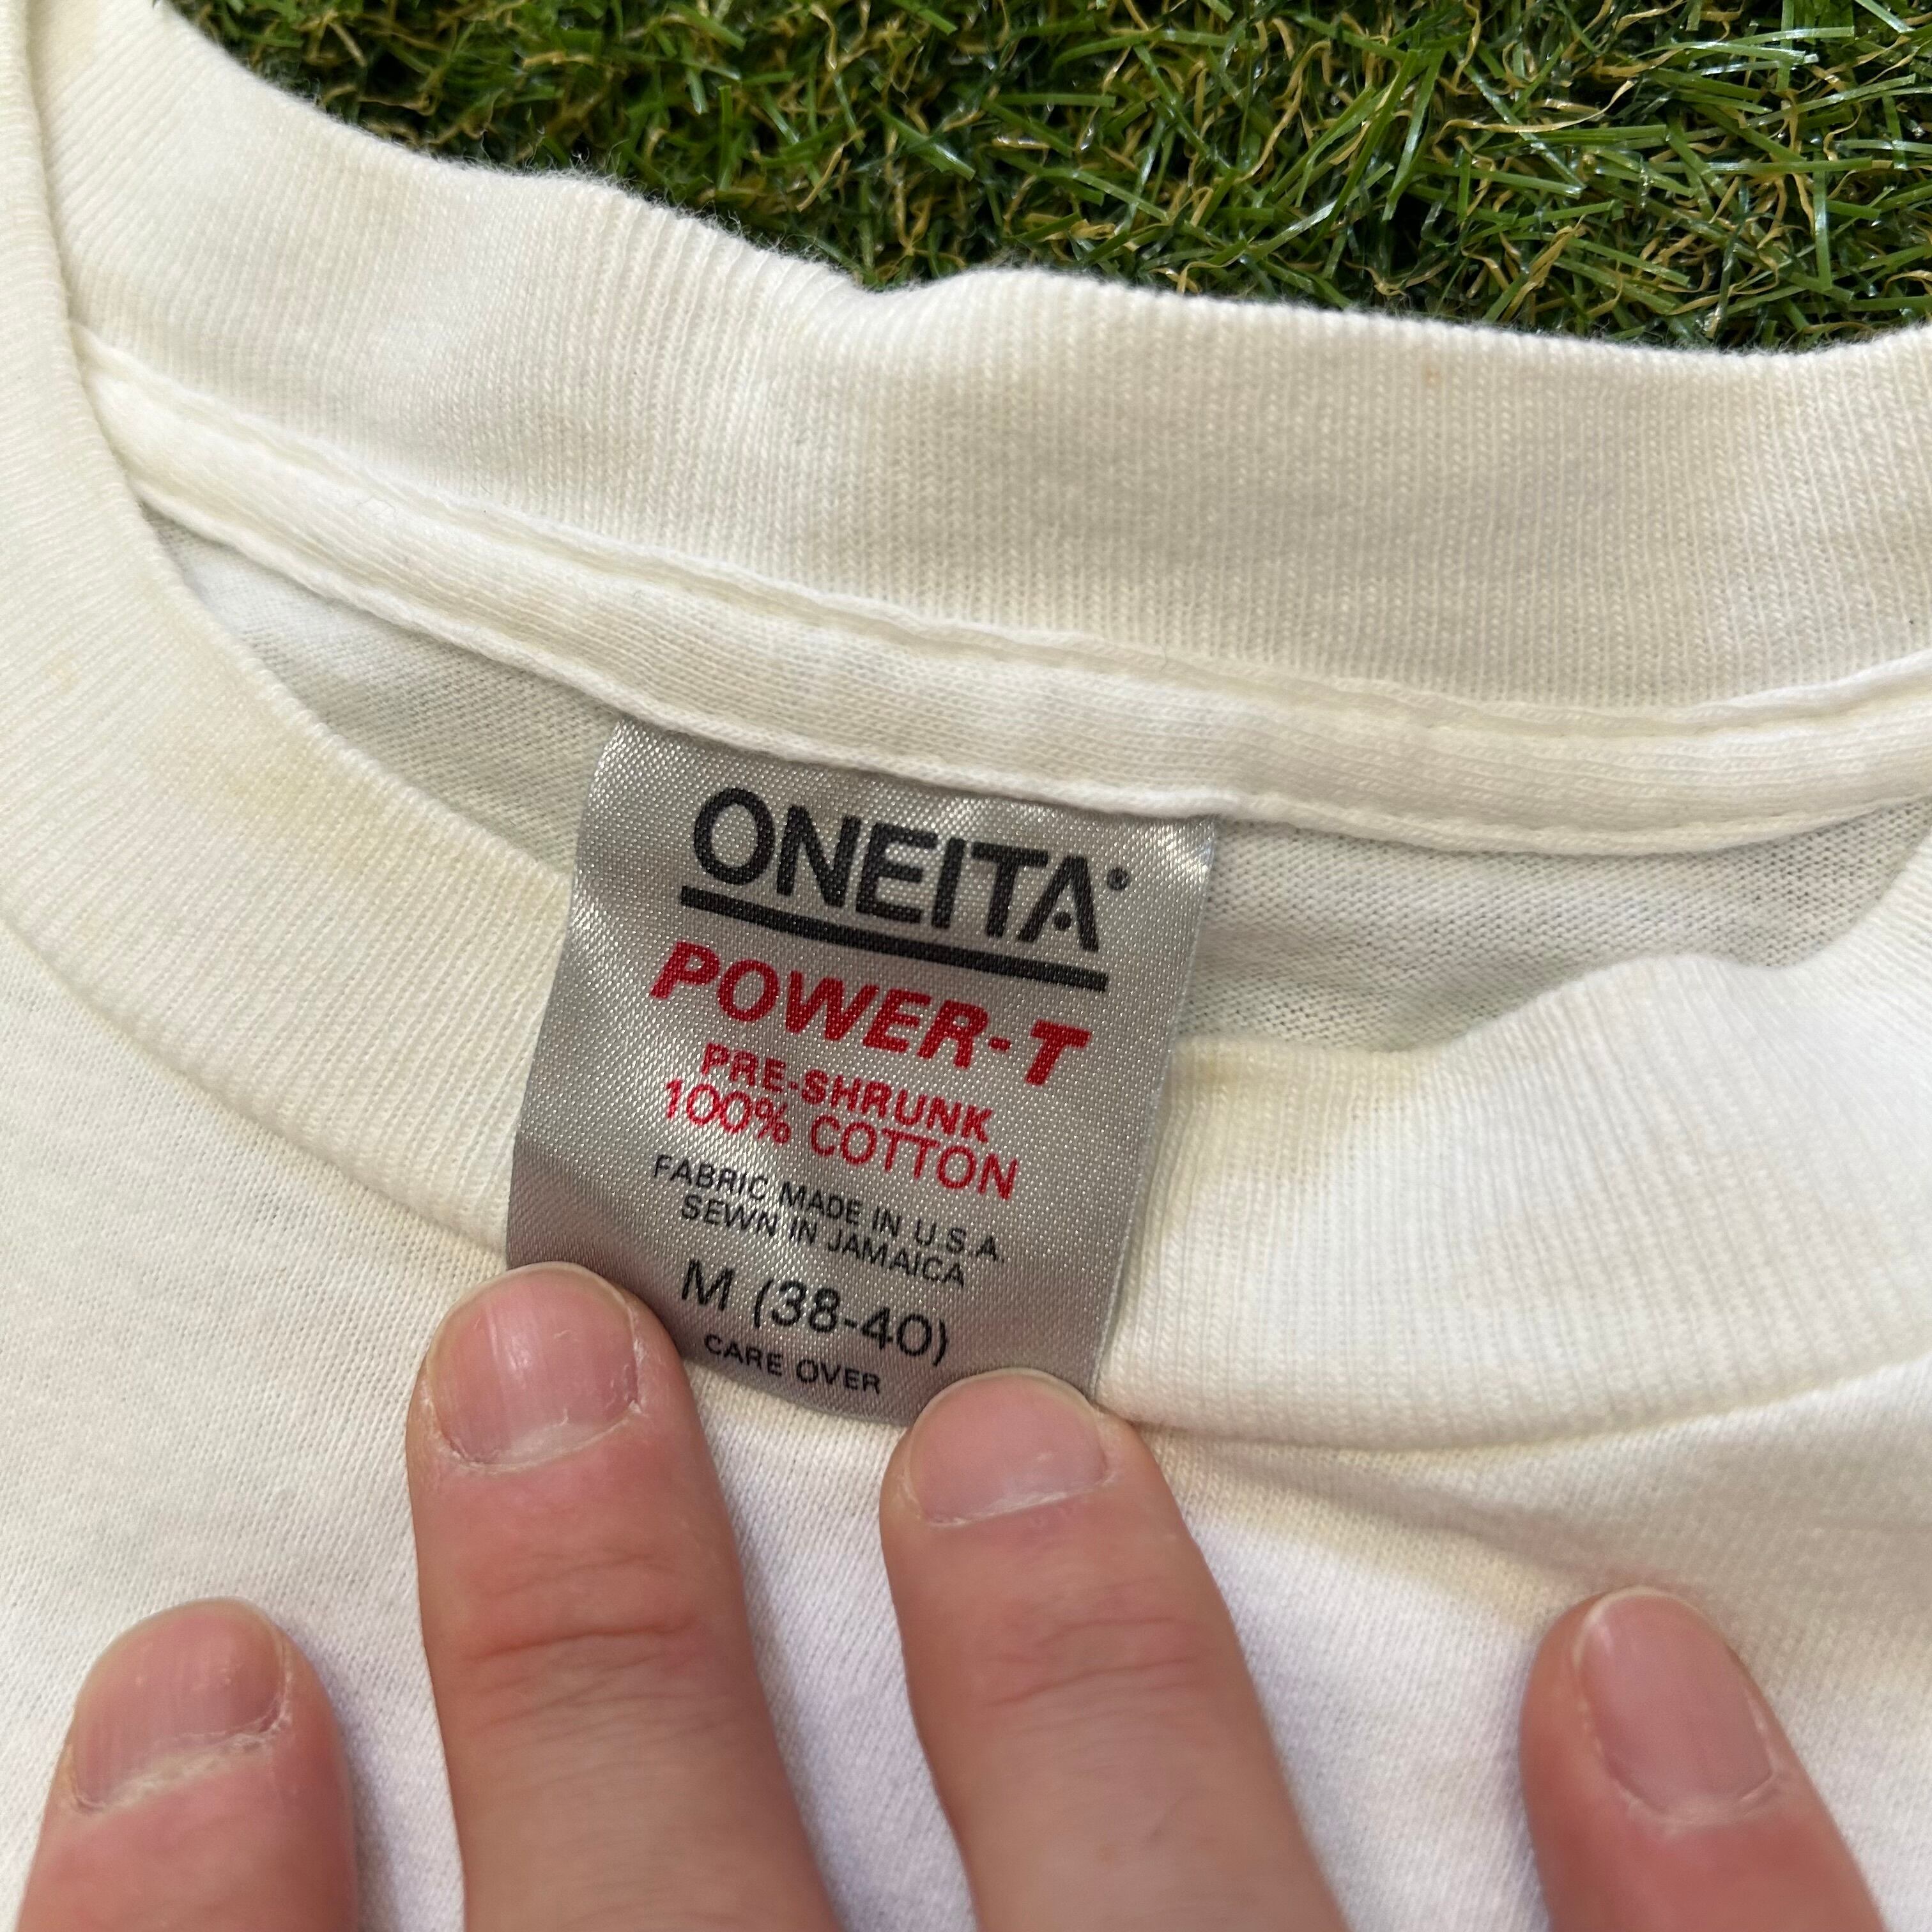 ONEITA
POWER-T
PRE-SHRUNK
100% COTTON
FABRIC MADE IN U.S.A.
SEWN IN JAMAICA
M (38-40)
CARE OVER